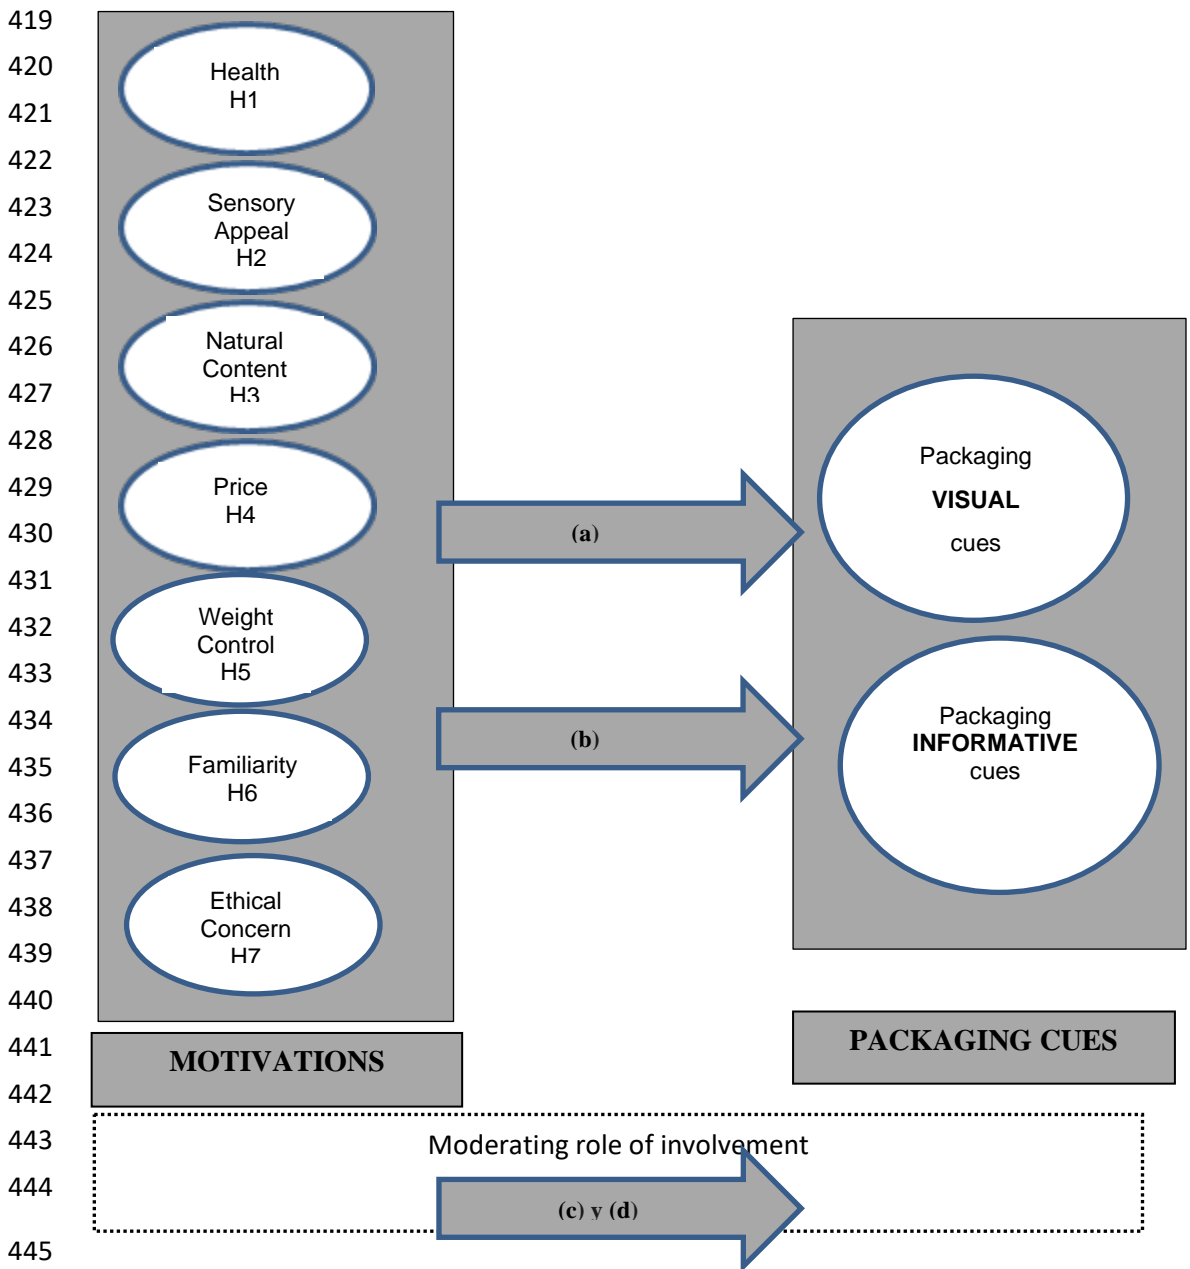 419
420
421
422
423
424
425
426
427
428
429
430
431
432
433
434
435
436
437
438
439
440
441
442
443
444
445
Health
H1
Sensory
Appeal
H2
Natural
Content
H3
Price
H4
Weight
Control
H5
Familiarity
H6
Ethical
Concern
H7
MOTIVATIONS
(a)
(b)
Packaging
VISUAL
cues
Packaging
INFORMATIVE
cues
PACKAGING CUES
Moderating role of involvement
(c) y (d)